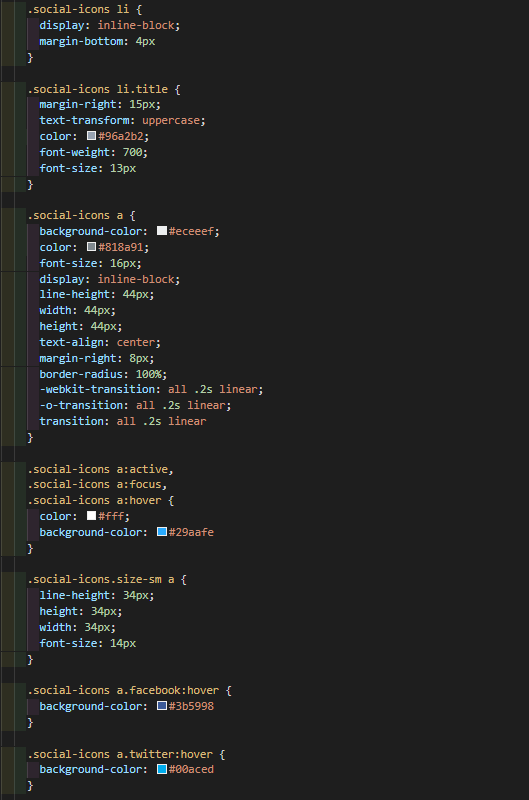 .social-icons li {
display: inline-block;
margin-bottom: 4px
}
.social-icons li.title {
margin-right: 15px;
text-transform: uppercase;
color: #96a2b2;
font-weight: 700;
font-size: 13px
}
.social-icons a {
background-color: #eceeef;
color: #818a91;
font-size: 16px;
display: inline-block;
line-height: 44px;
width: 44px;
height: 44px;
text-align: center;
margin-right: 8px;
border-radius: 100%;
-webkit-transition: all .2s linear;
-o-transition: all .2s linear;
transition: all .2s linear
}
.social-icons a:active,
.social-icons a:focus,
.social-icons a:hover {
color: #fff;
background-color: #29aafe
}
.social-icons.size-sm a {
line-height: 34px;
height: 34px;
width: 34px;
font-size: 14px
}
.social-icons a.facebook:hover {
background-color: #3b5998
}
.social-icons a.twitter:hover {
background-color: #00aced
}